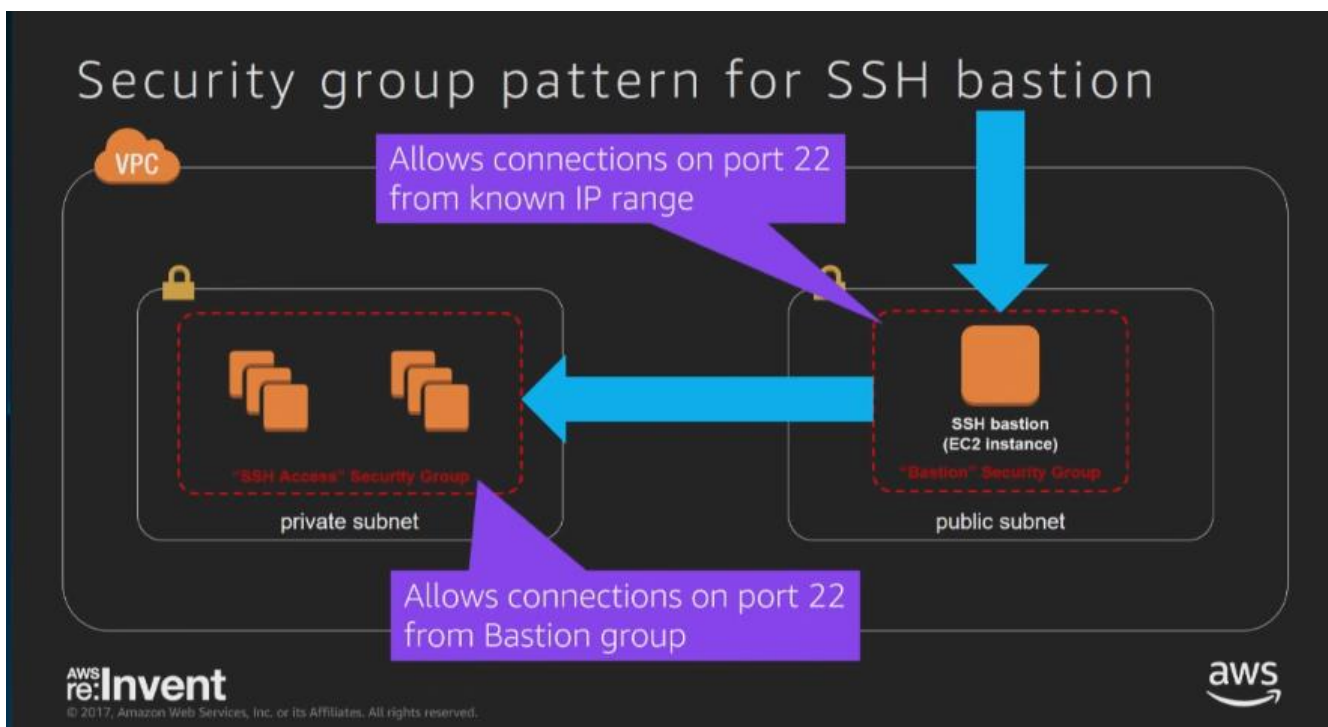 Security group pattern for SSH bastion
VPC
Allows connections on port 22
from known IP range
SSH bastion
(EC2 instance)
"SSH Access" Security Group
"Bastion" Security Group
private subnet
public subnet
Allows connections on port 22
from Bastion group
AWS
re:Invent
© 2017, Amazon Web Services, Inc. or its Affiliates. All rights reserved.
aws